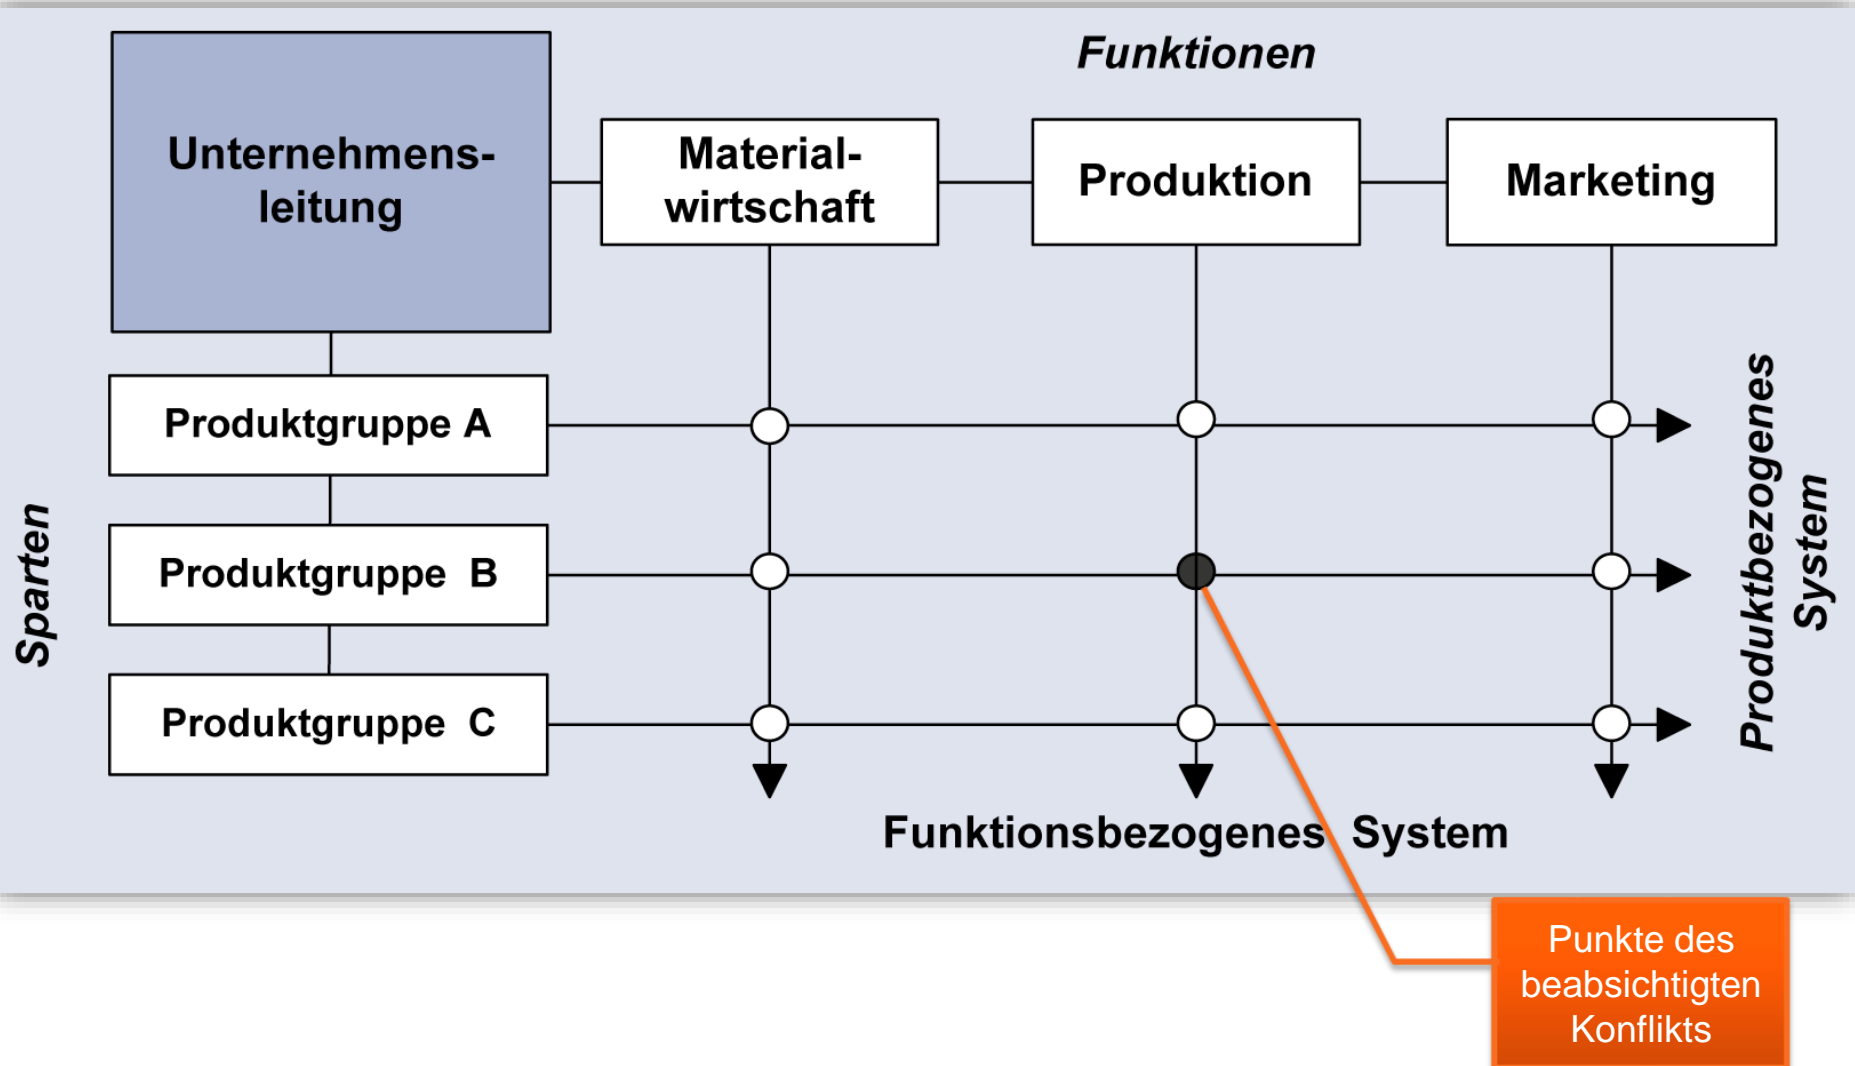 Funktionen
Unternehmens-
leitung
Material-
wirtschaft
Produktion
Marketing
Sparten
Produktgruppe A
Produktgruppe B
Produktgruppe C
Produktbezogenes
System
Funktionsbezogenes System
Punkte des
beabsichtigten
Konflikts